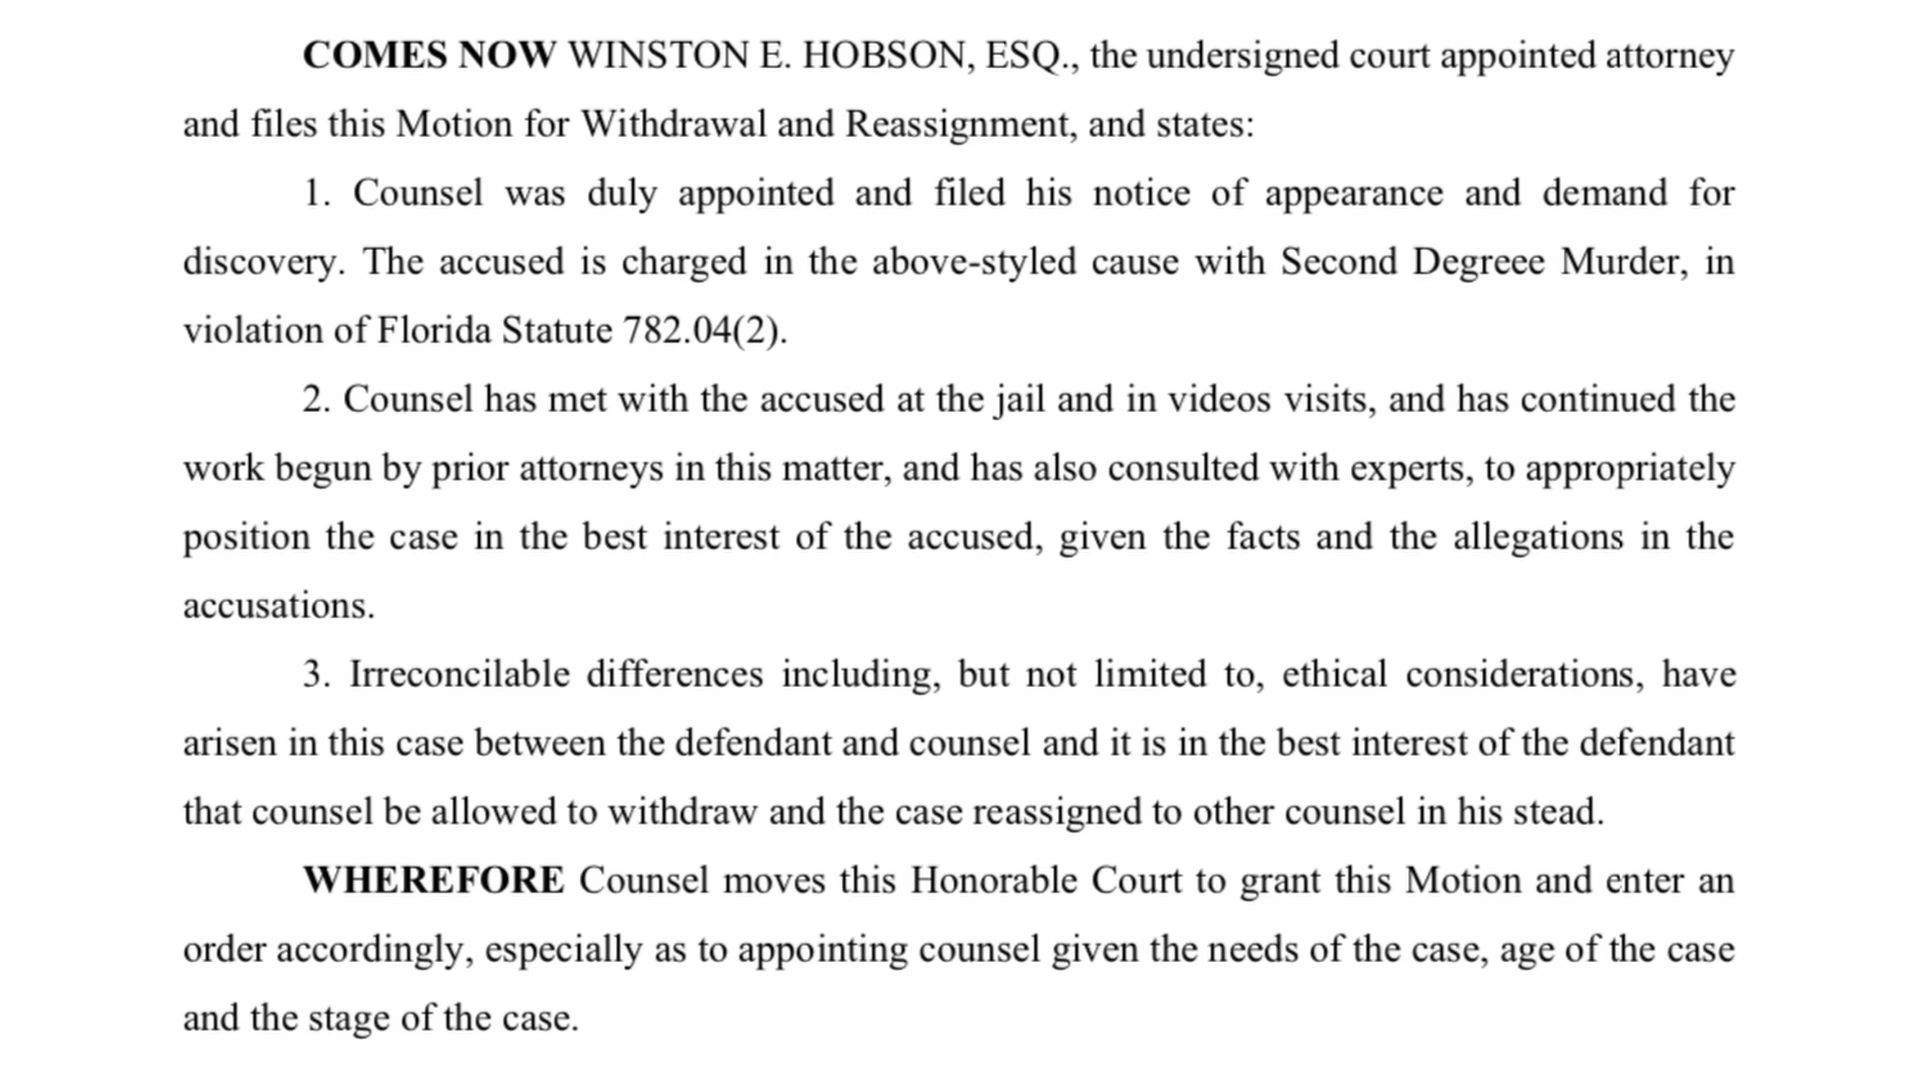 COMES NOW WINSTON E. HOBSON, ESQ., the undersigned court appointed attorney
and files this Motion for Withdrawal and Reassignment, and states:
1. Counsel was duly appointed and filed his notice of appearance and demand for
discovery. The accused is charged in the above-styled cause with Second Degreee Murder, in
violation of Florida Statute 782.04(2).
2. Counsel has met with the accused at the jail and in videos visits, and has continued the
work begun by prior attorneys in this matter, and has also consulted with experts, to appropriately
position the case in the best interest of the accused, given the facts and the allegations in the
accusations.
3. Irreconcilable differences including, but not limited to, ethical considerations, have
arisen in this case between the defendant and counsel and it is in the best interest of the defendant
that counsel be allowed to withdraw and the case reassigned to other counsel in his stead.
WHEREFORE Counsel moves this Honorable Court to grant this Motion and enter an
order accordingly, especially as to appointing counsel given the needs of the case, age of the case
and the stage of the case.